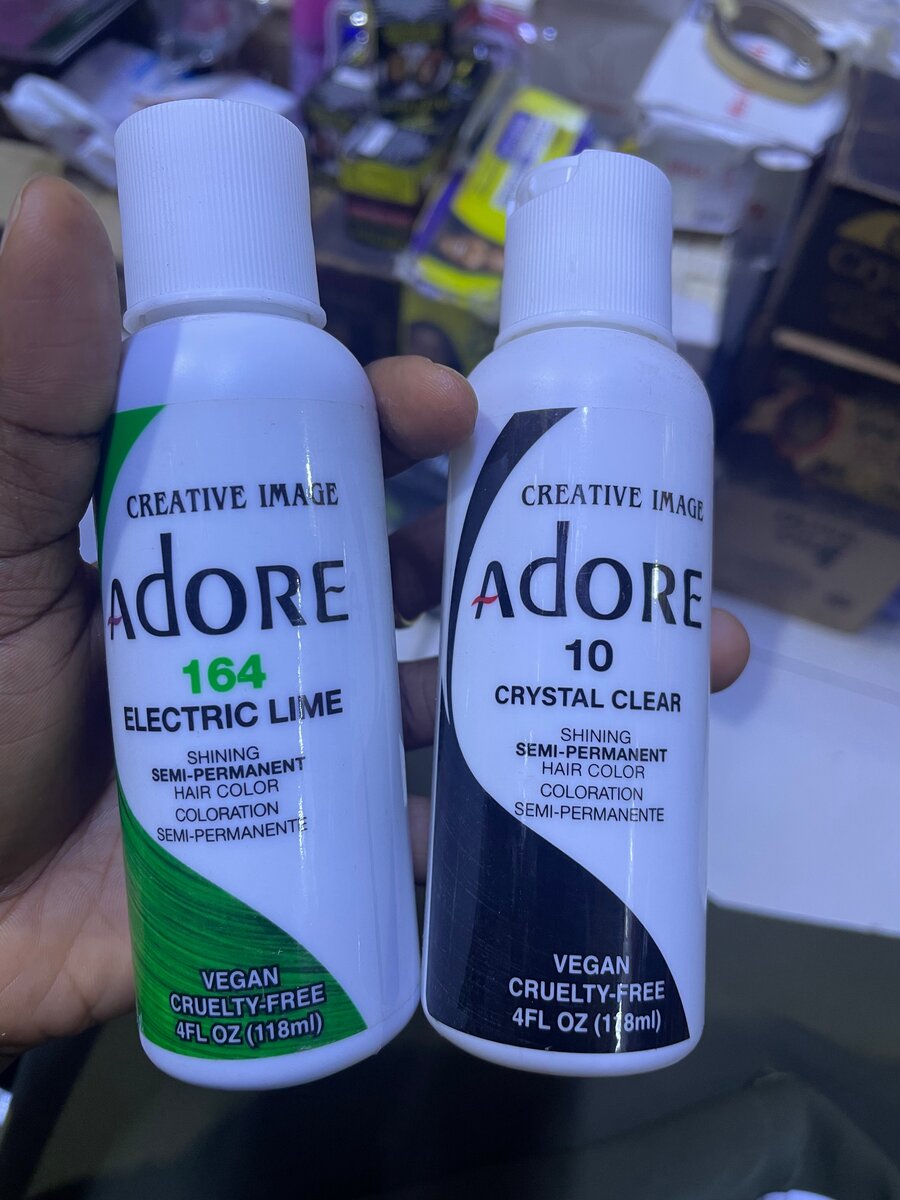 CREATIVE IMAGE
ADORE
164
ELECTRIC LIME
SHINING
SEMI-PERMANENT
HAIR COLOR
COLORATION
SEMI-PERMANENTE
VEGAN
CRUELTY-FREE
4FL OZ (118ml)
CREATIVE IMAGE
ADORE
10
CRYSTAL CLEAR
SHINING
SEMI-PERMANENT
HAIR COLOR
COLORATION
SEMI-PERMANENTE
VEGAN
CRUELTY-FREE
4FL OZ (118ml)